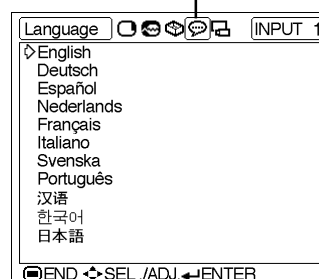 Language INPUT 1
English
Deutsch
Español
Nederlands
Français
Italiano
Svenska
Português
汉语
한국어
日本語
END SEL./ADJ. ENTER